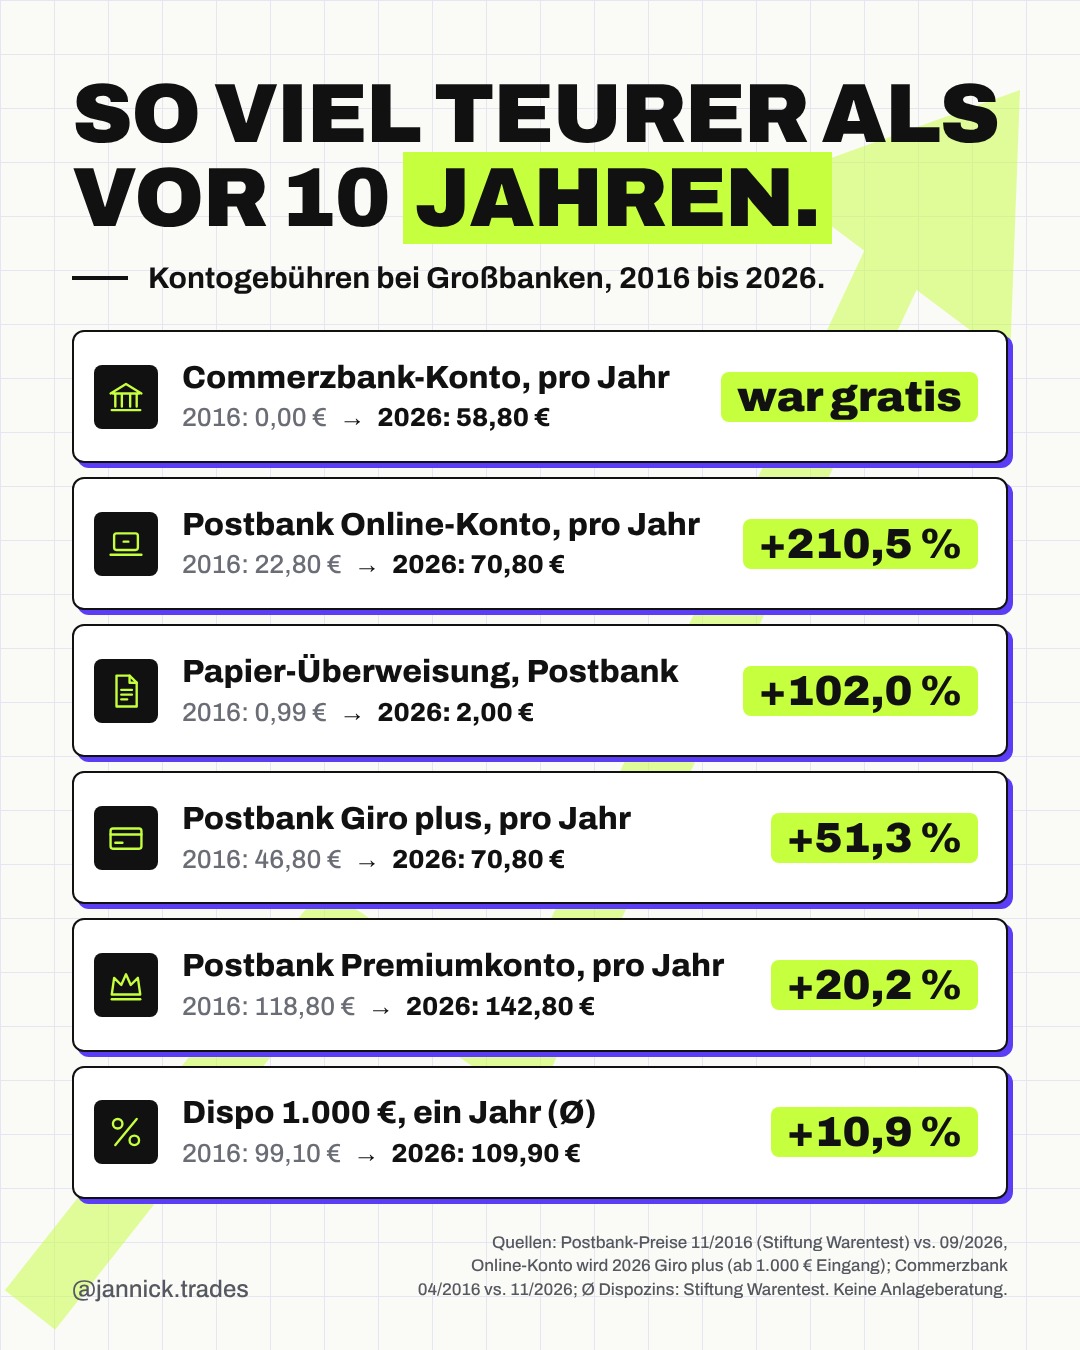 SO VIEL TEURER ALS
VOR 10 JAHREN.
Kontogebühren bei Großbanken, 2016 bis 2026.
Commerzbank-Konto, pro Jahr
2016: 0,00 € → 2026: 58,80 €
war gratis
Postbank Online-Konto, pro Jahr
2016: 22,80 € → 2026: 70,80 €
+210,5 %
Papier-Überweisung, Postbank
2016: 0,99 € → 2026: 2,00 €
+102,0 %
Postbank Giro plus, pro Jahr
2016: 46,80 € → 2026: 70,80 €
+51,3 %
Postbank Premiumkonto, pro Jahr
2016: 118,80 € → 2026: 142,80 €
+20,2 %
Dispo 1.000 €, ein Jahr (Ø)
2016: 99,10 € → 2026: 109,90 €
+10,9 %
Quellen: Postbank-Preise 11/2016 (Stiftung Warentest) vs. 09/2026,
Online-Konto wird 2026 Giro plus (ab 1.000 € Eingang); Commerzbank
04/2016 vs. 11/2026; Ø Dispozins: Stiftung Warentest. Keine Anlageberatung.
@jannick.trades